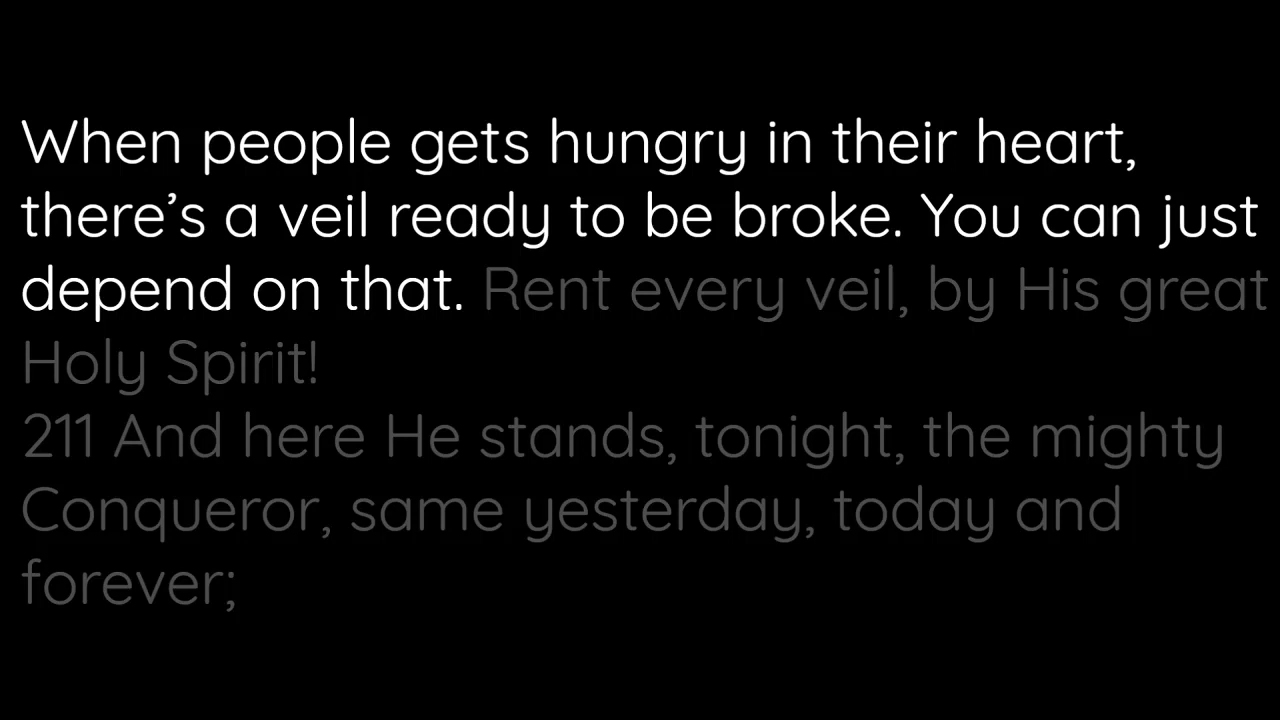 When people gets hungry in their heart,
there’s a veil ready to be broke. You can just
depend on that. Rent every veil, by His great
Holy Spirit!
211 And here He stands, tonight, the mighty
Conqueror, same yesterday, today and
forever;